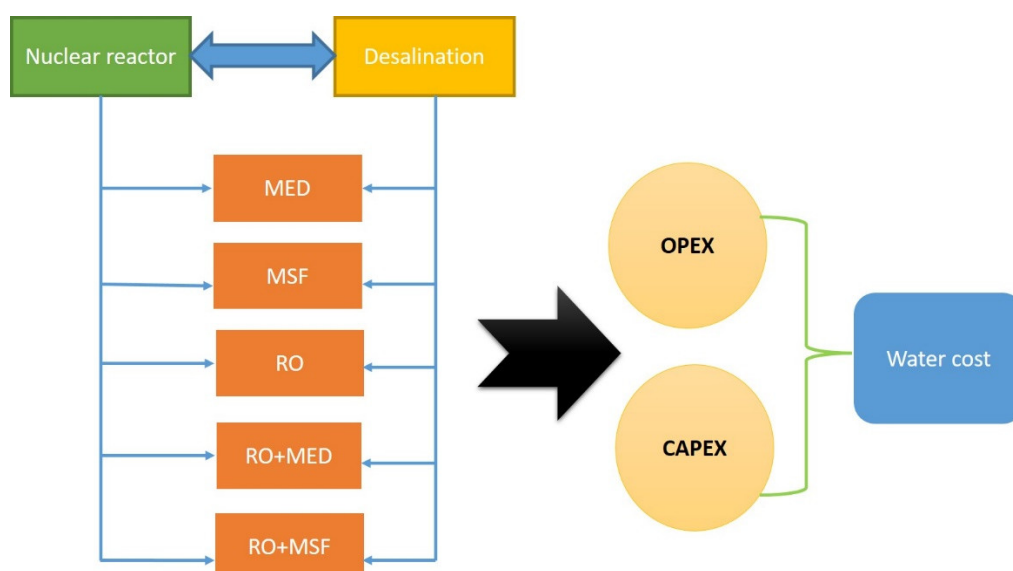 Nuclear reactor
Desalination
MED
MSF
RO
RO+MED
RO+MSF
OPEX
CAPEX
Water cost